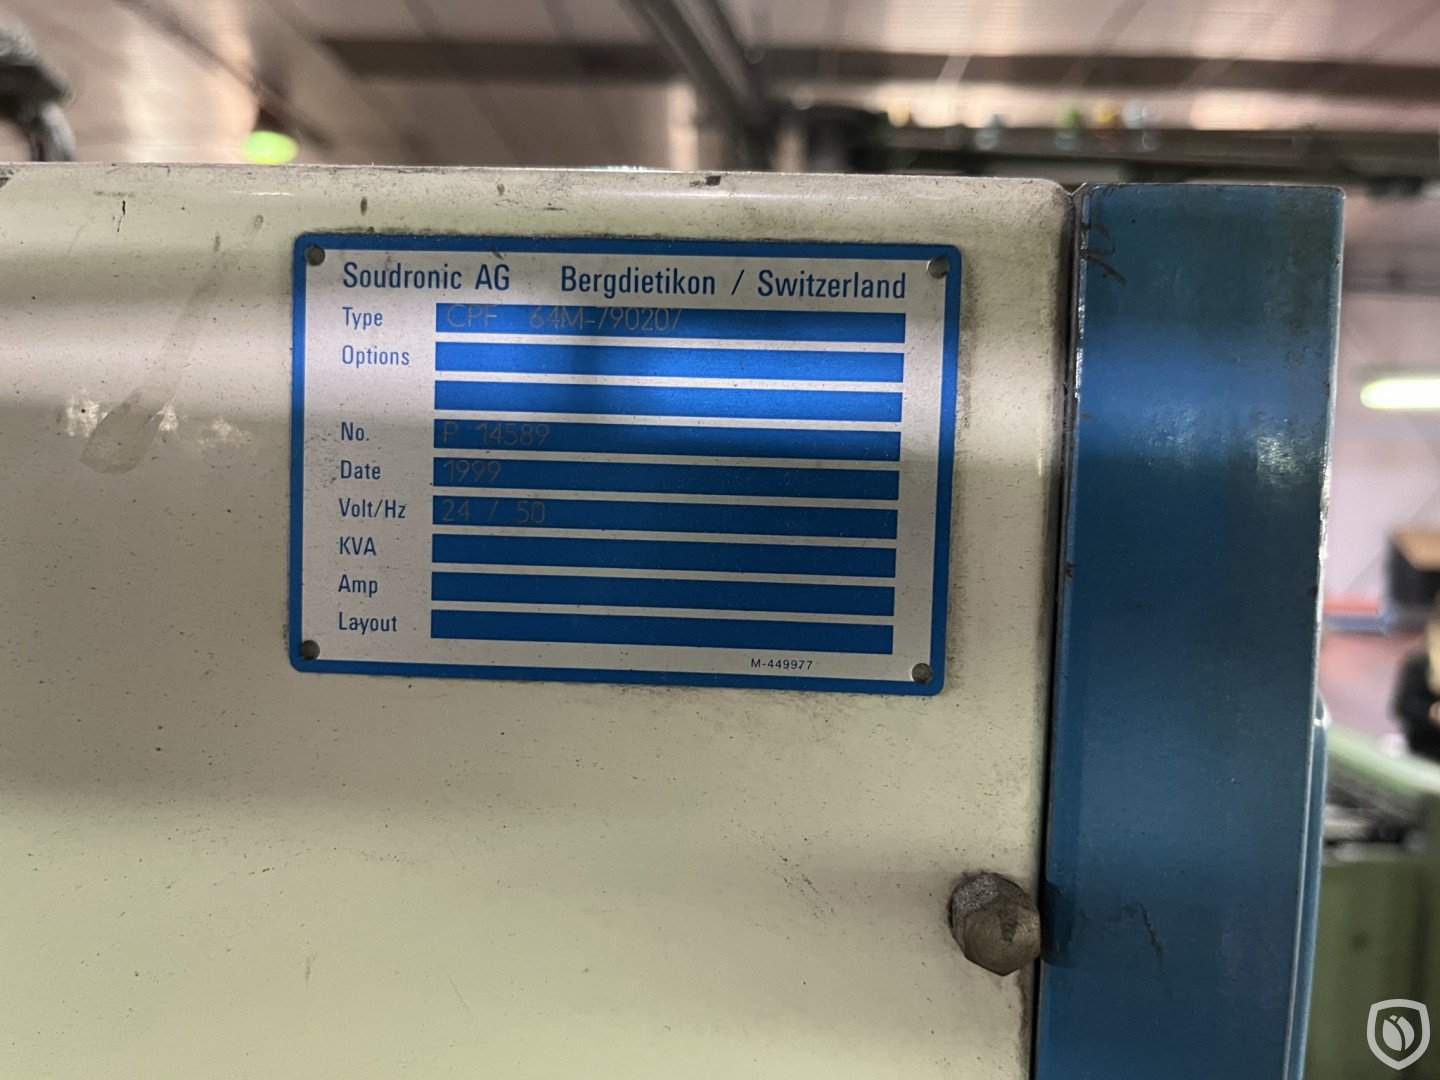 Soudronic AG Bergdietikon / Switzerland
Type CPF 64M-790207
Options
No. P 14589
Date 1999
Volt/Hz 24 / 50
KVA
Amp
Layout
M-449977